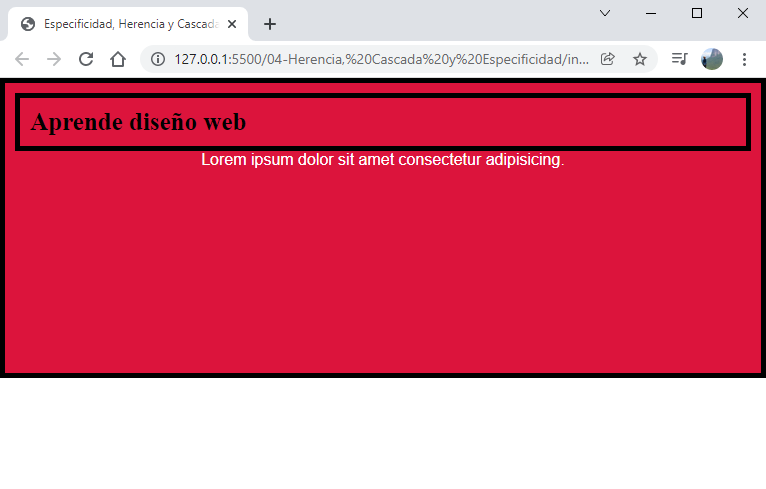 Especificidad, Herencia y Cascada
127.0.0.1:5500/04-Herencia,%20Cascada%20y%20Especificidad/in...
Aprende diseño web
Lorem ipsum dolor sit amet consectetur adipisicing.